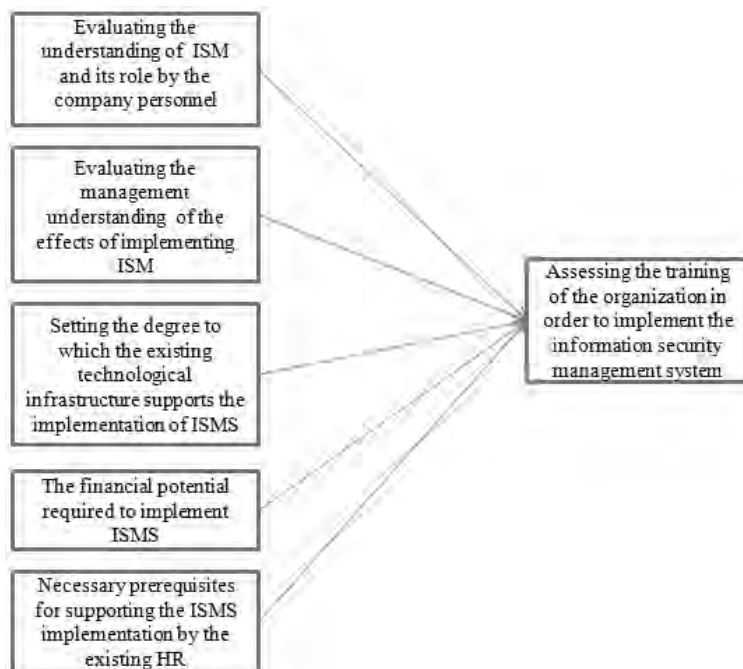 Evaluating the
understanding of ISM
and its role by the
company personnel
Evaluating the
management
understanding of the
effects of implementing
ISM
Setting the degree to
which the existing
technological
infrastructure supports the
implementation of ISMS
The financial potential
required to implement
ISMS
Necessary prerequisites
for supporting the ISMS
implementation by the
existing HR
Assessing the training
of the organization in
order to implement the
information security
management system